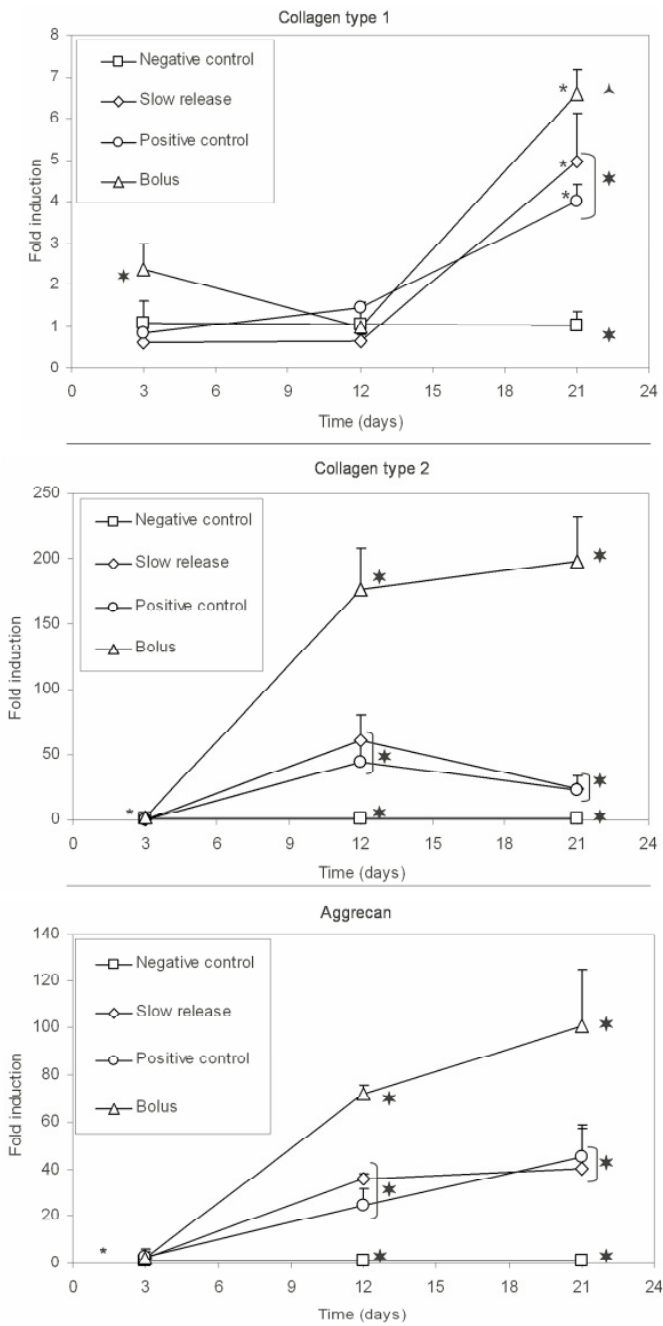 Collagen type 1
8
7
6
5
4
3
2
1
0
Fold induction
Negative control
Slow release
Positive control
Bolus
*
*
*
0 3 6 9 12 15 18 21 24
Time (days)
Collagen type 2
250
200
150
100
50
0
Fold induction
Negative control
Slow release
Positive control
Bolus
*
0 3 6 9 12 15 18 21 24
Time (days)
Aggrecan
140
120
100
80
60
40
20
0
Fold induction
Negative control
Slow release
Positive control
Bolus
*
0 3 6 9 12 15 18 21 24
Time (days)